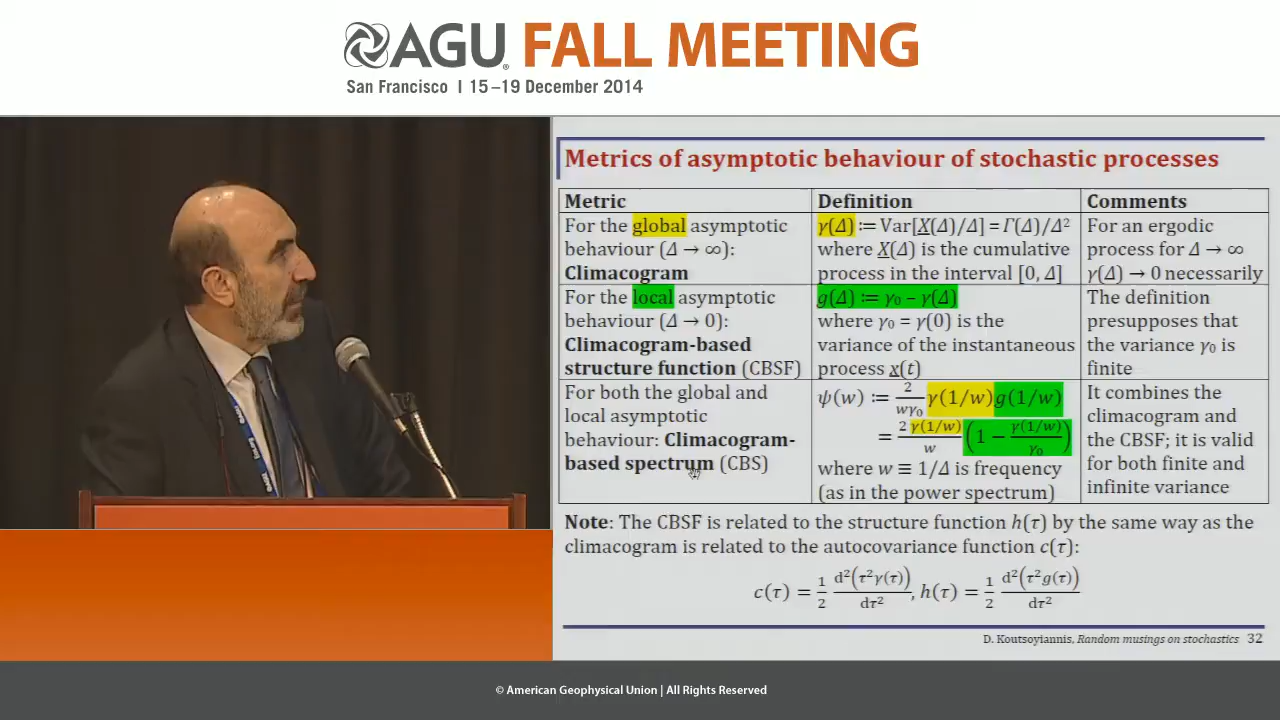 AGU FALL MEETING
San Francisco | 15–19 December 2014
Metrics of asymptotic behaviour of stochastic processes
Metric
Definition
Comments
For the global asymptotic
behaviour (Δ → ∞):
Climacogram
γ(Δ) ≔ Var[X(Δ)/Δ] = Γ(Δ)/Δ²
where X(Δ) is the cumulative
process in the interval [0, Δ]
For an ergodic
process for Δ → ∞
γ(Δ) → 0 necessarily
For the local asymptotic
behaviour (Δ → 0):
Climacogram-based
structure function (CBSF)
g(Δ) ≔ γ₀ – γ(Δ)
where γ₀ = γ(0) is the
variance of the instantaneous
process x(t)
The definition
presupposes that
the variance γ₀ is
finite
For both the global and
local asymptotic
behaviour: Climacogram-
based spectrum (CBS)
ψ(w) ≔ 2/(wγ₀) γ(1/w)g(1/w)
= 2γ(1/w)/w (1 − γ(1/w)/γ₀)
where w ≡ 1/Δ is frequency
(as in the power spectrum)
It combines the
climacogram and
the CBSF; it is valid
for both finite and
infinite variance
Note: The CBSF is related to the structure function h(τ) by the same way as the
climacogram is related to the autocovariance function c(τ):
c(τ) = 1/2 d²(τ²γ(τ))/dτ², h(τ) = 1/2 d²(τ²g(τ))/dτ²
D. Koutsoyiannis, Random musings on stochastics 32
© American Geophysical Union | All Rights Reserved